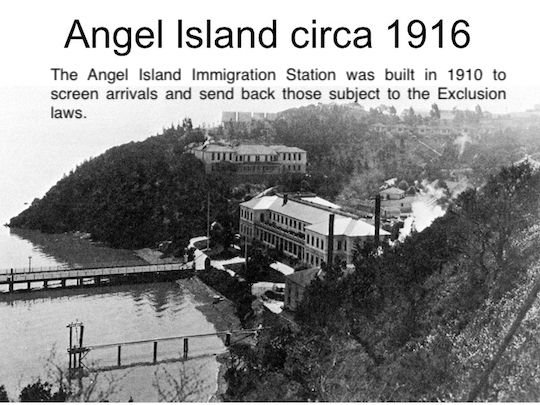 Angel Island circa 1916
The Angel Island Immigration Station was built in 1910 to
screen arrivals and send back those subject to the Exclusion
laws.